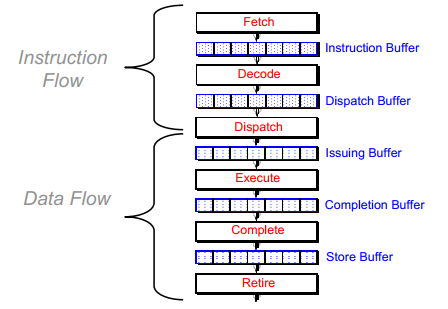 Fetch
Instruction Buffer
Instruction
Flow
Decode
Dispatch Buffer
Dispatch
Issuing Buffer
Execute
Data Flow
Completion Buffer
Complete
Store Buffer
Retire